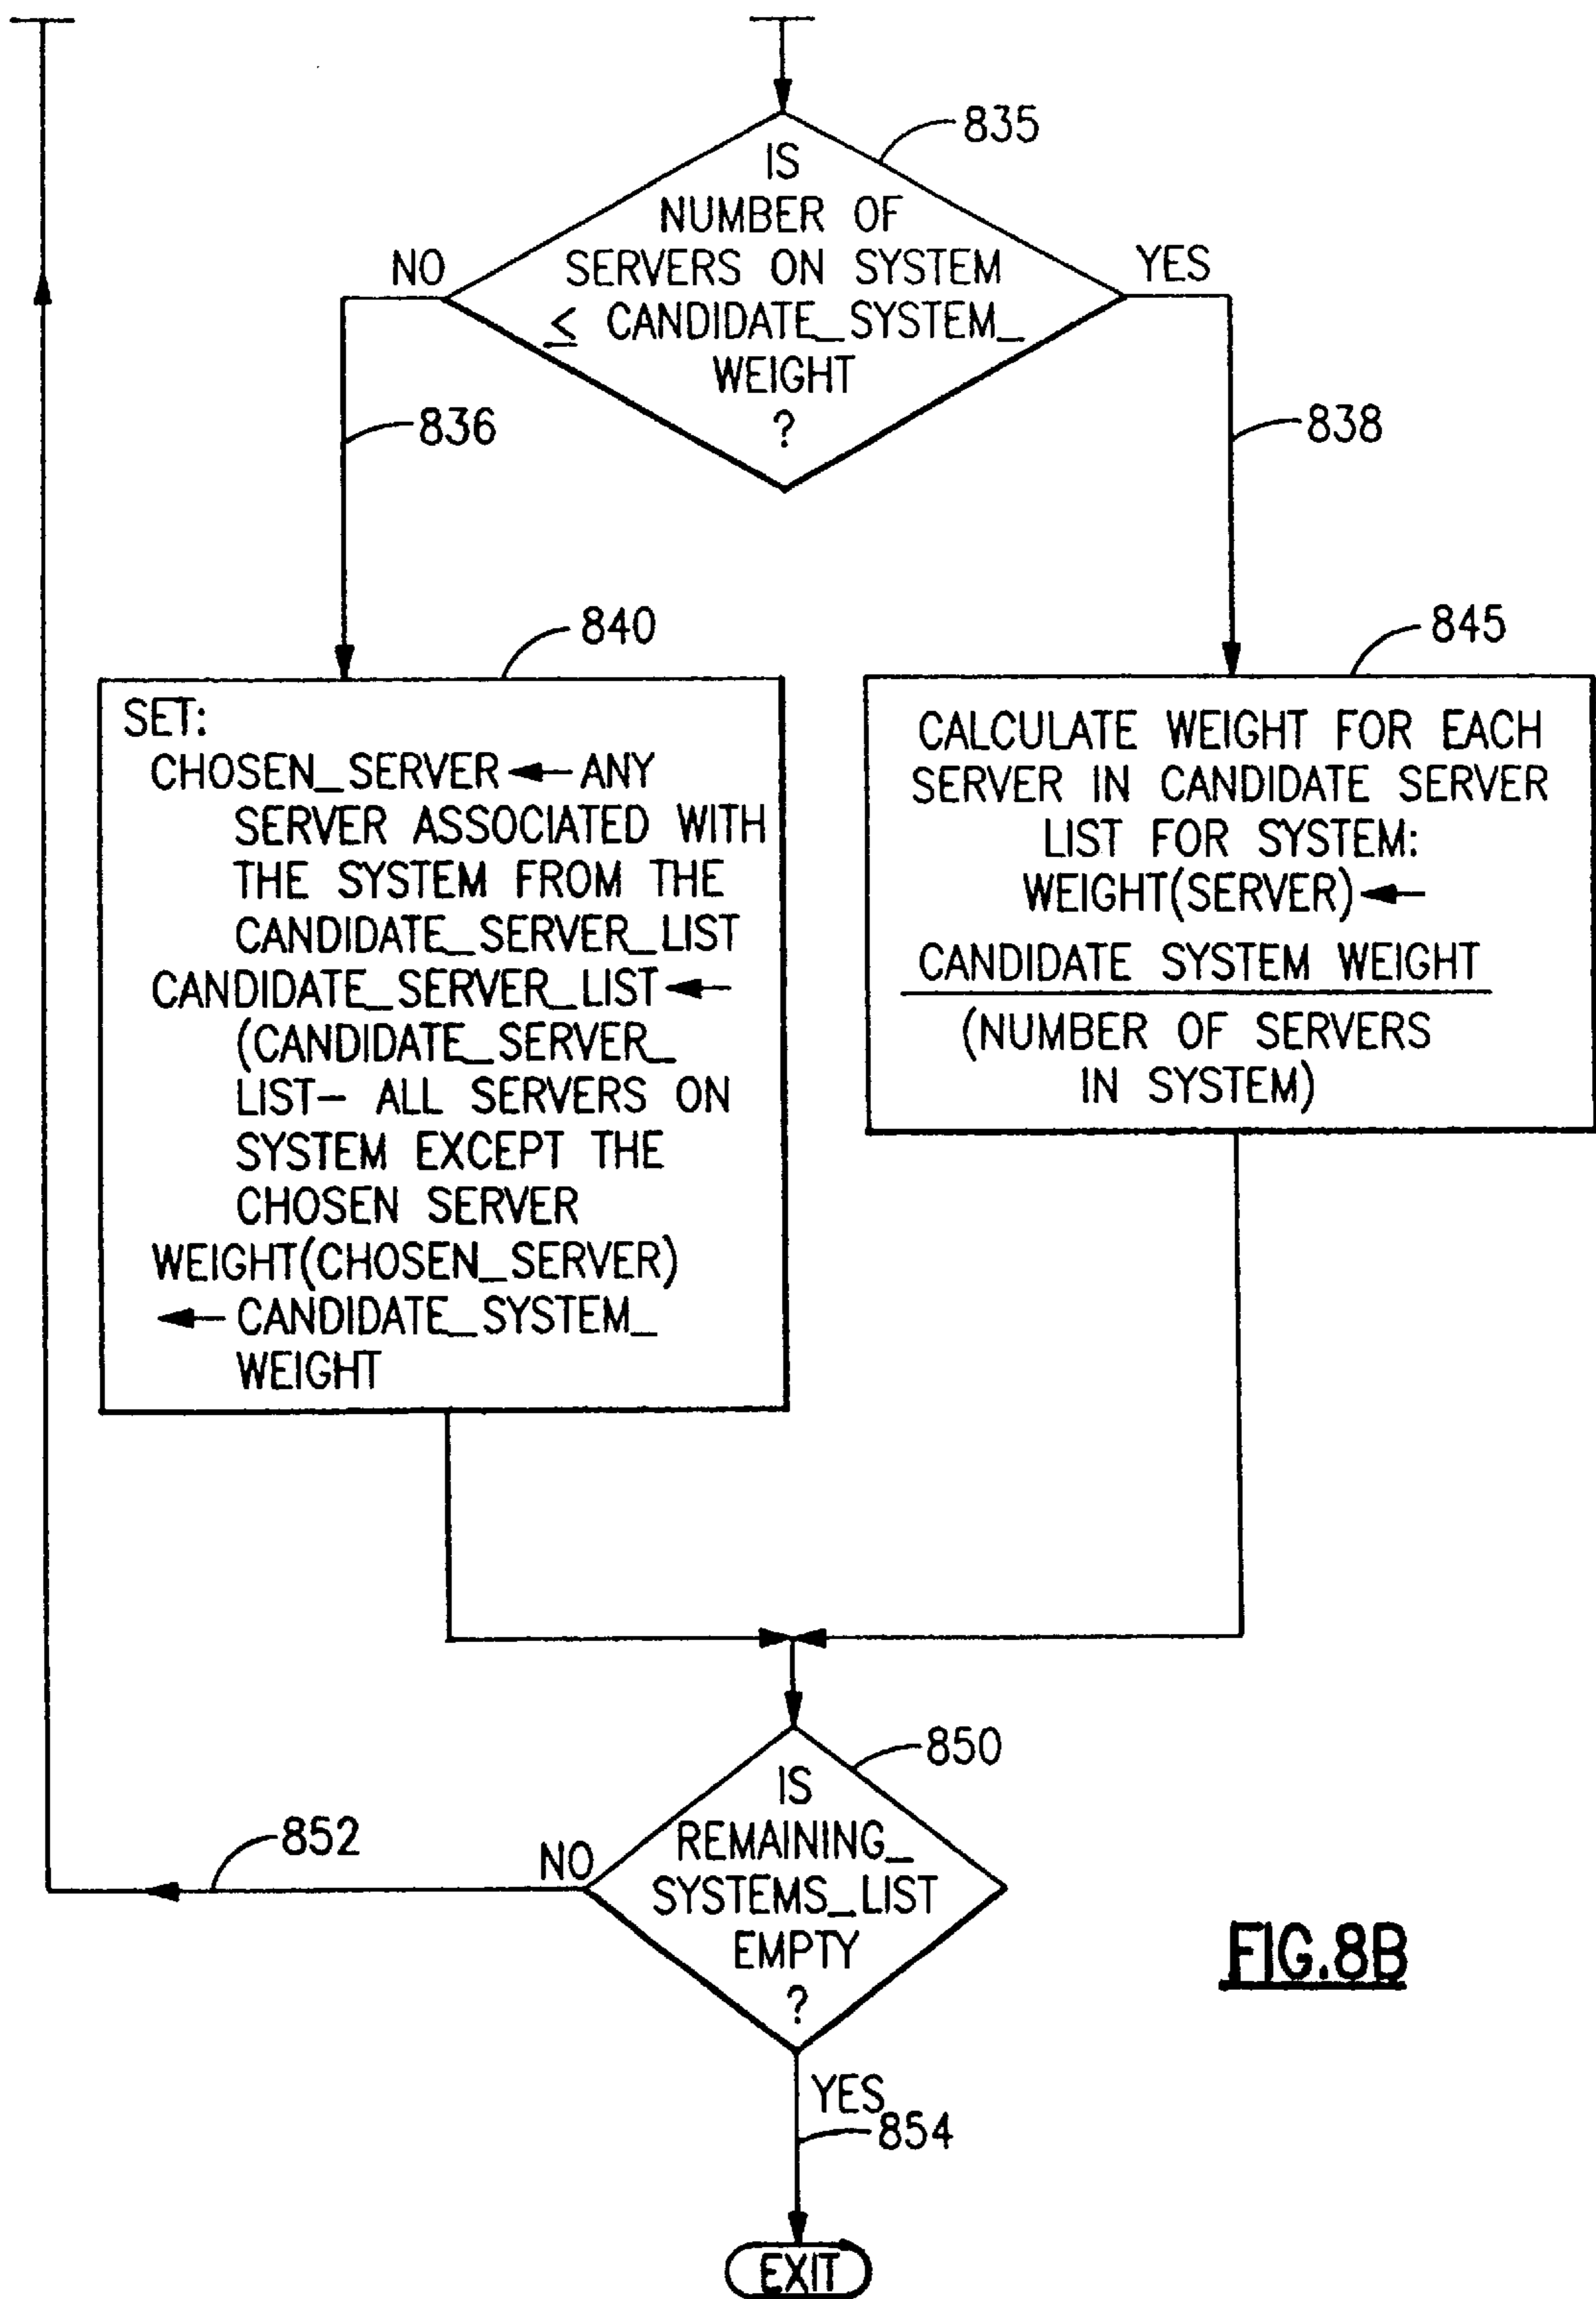 835
IS
NUMBER OF
SERVERS ON SYSTEM
≤ CANDIDATE_SYSTEM_
WEIGHT
?
NO
YES
836
838
840
SET:
CHOSEN_SERVER ← ANY
SERVER ASSOCIATED WITH
THE SYSTEM FROM THE
CANDIDATE_SERVER_LIST
CANDIDATE_SERVER_LIST ←
(CANDIDATE_SERVER_
LIST- ALL SERVERS ON
SYSTEM EXCEPT THE
CHOSEN SERVER
WEIGHT(CHOSEN_SERVER)
← CANDIDATE_SYSTEM_
WEIGHT
845
CALCULATE WEIGHT FOR EACH
SERVER IN CANDIDATE SERVER
LIST FOR SYSTEM:
WEIGHT(SERVER) ←
CANDIDATE SYSTEM WEIGHT
(NUMBER OF SERVERS
IN SYSTEM)
850
IS
REMAINING_
SYSTEMS_LIST
EMPTY
?
NO
852
YES
854
EXIT
FIG.8B